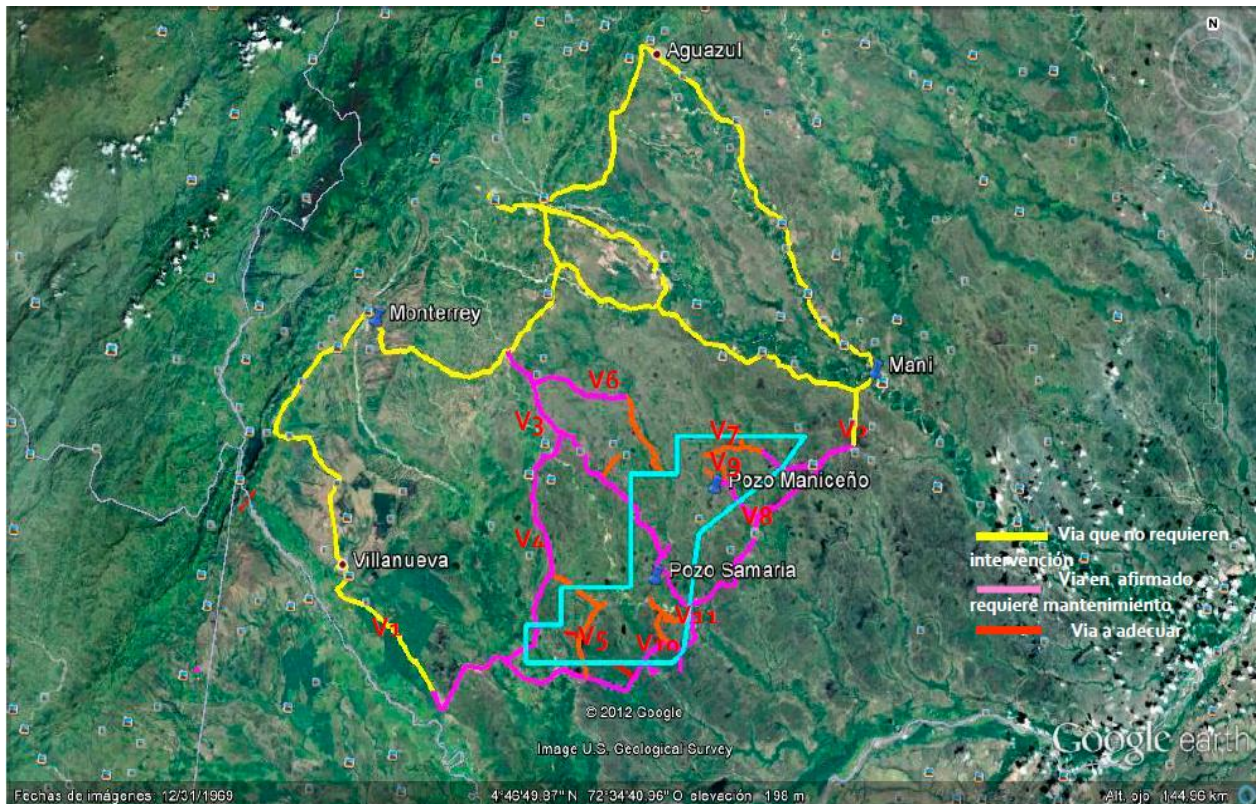 N
Aguazul
Monterrey
Mani
V6
V3
V7
V2
V9
Pozo Maniceño
V8
Via que no requieren
intervención
V4
Villanueva
Pozo Samaria
Via en afirmado
requiere mantenimiento
V11
Via a adecuar
V1
V5
V10
© 2012 Google
Image U.S. Geological Survey
Google earth
Fechas de imágenes: 12/31/1969
4°46'49.97" N 72°34'40.96" O elevación 198 m
Alt. ojo 144.96 km